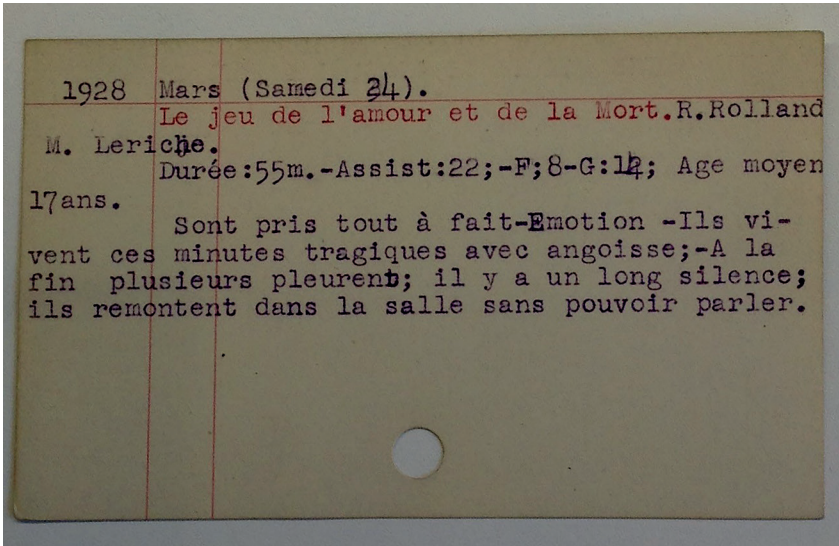 1928 Mars (Samedi 24).
Le jeu de l'amour et de la Mort.R.Rolland
M. Leriche.
Durée:55m.-Assist:22;-F;8-G:14; Age moyen
17ans.
Sont pris tout à fait-Emotion -Ils vi-
vent ces minutes tragiques avec angoisse;-A la
fin plusieurs pleurent; il y a un long silence;
ils remontent dans la salle sans pouvoir parler.